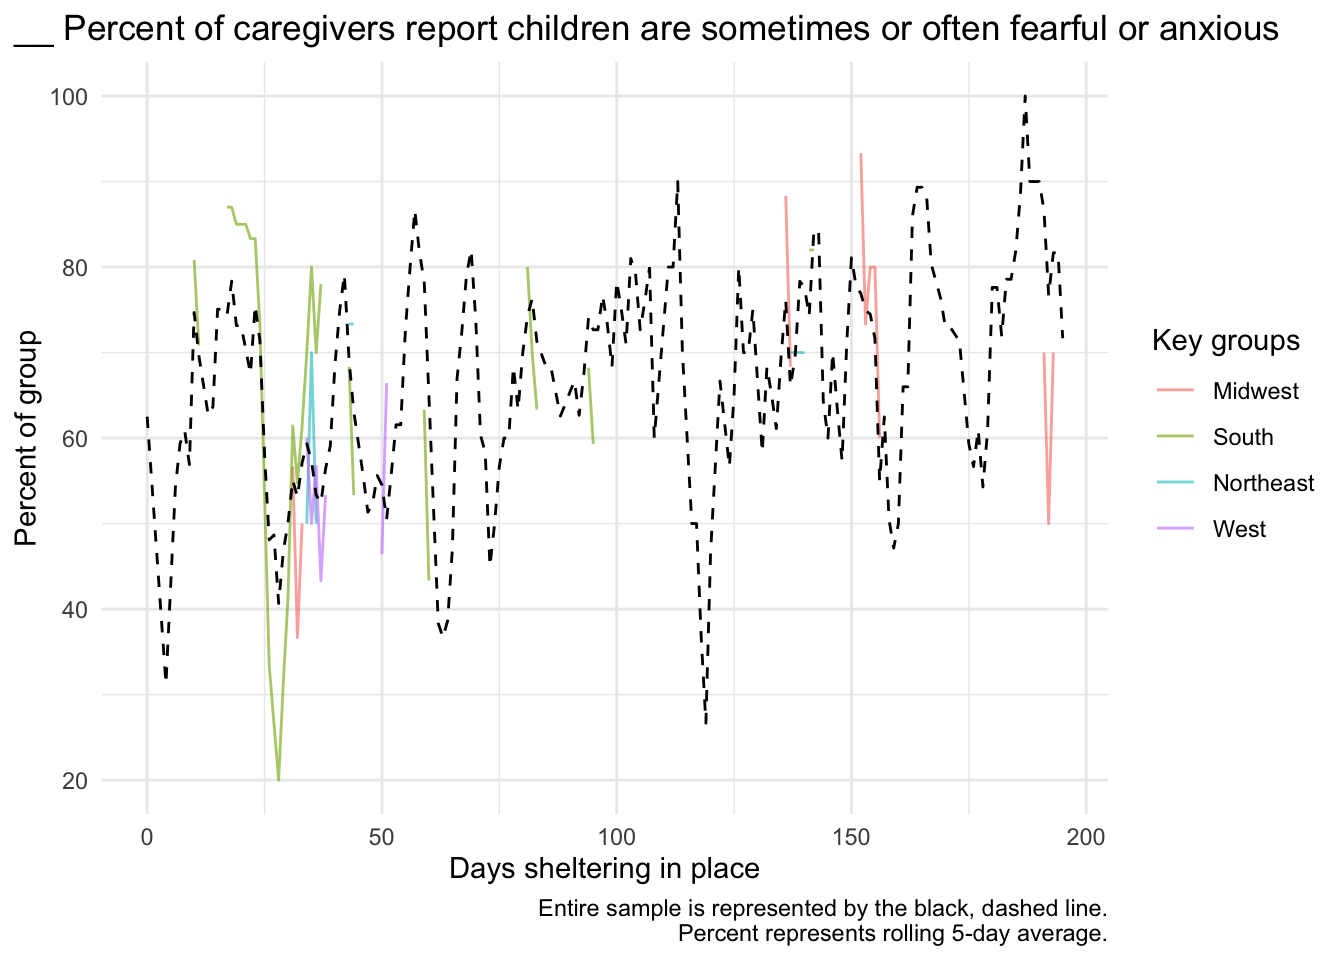 __ Percent of caregivers report children are sometimes or often fearful or anxious
100
80
60
40
20
Percent of group
0 50 100 150 200
Days sheltering in place
Key groups
Midwest
South
Northeast
West
Entire sample is represented by the black, dashed line.
Percent represents rolling 5-day average.